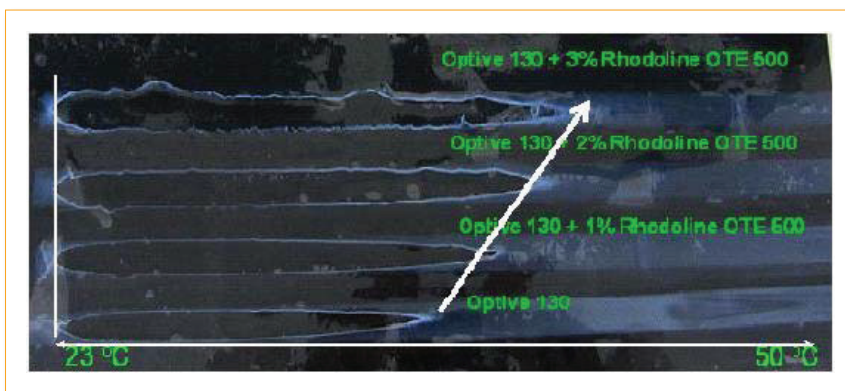 Optive 130 + 3% Rhodoline OTE 500
Optive 130 + 2% Rhodoline OTE 500
Optive 130 + 1% Rhodoline OTE 500
Optive 130
23 °C
50 °C